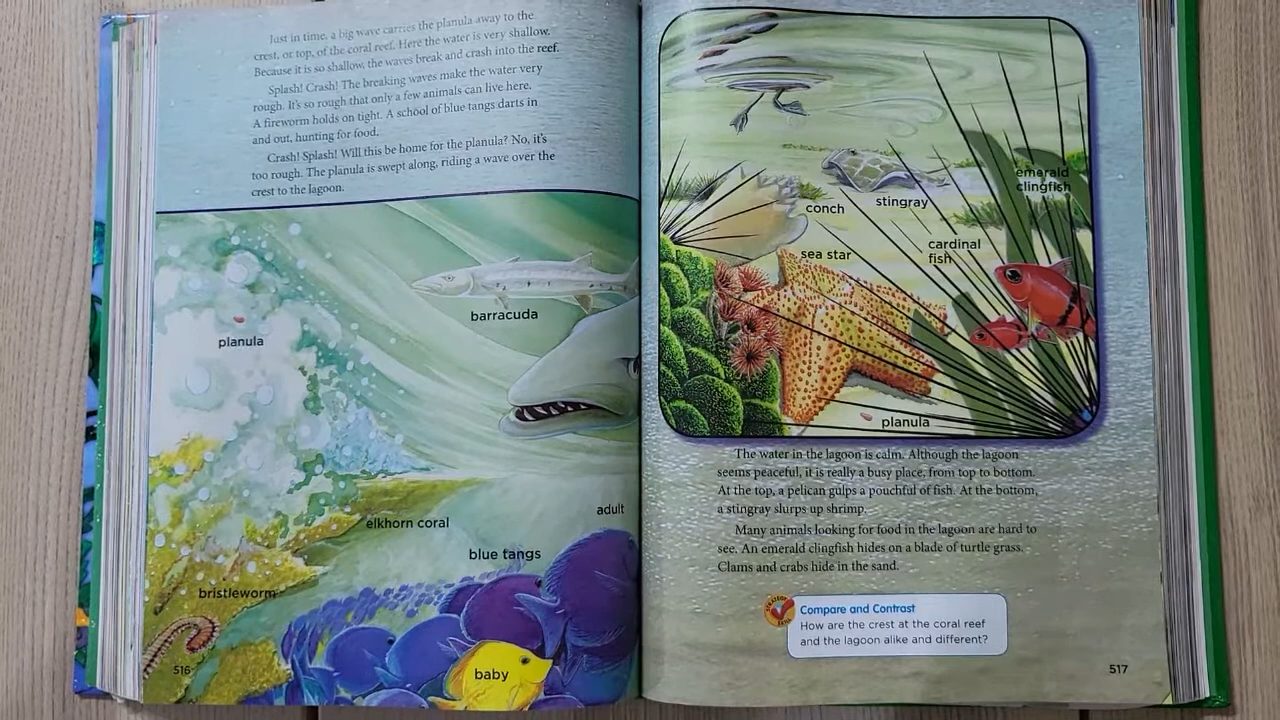 Just in time, a big wave carries the planula away to the
crest, or top, of the coral reef. Here the water is very shallow.
Because it is so shallow, the waves break and crash into the reef.
Splash! Crash! The breaking waves make the water very
rough. It's so rough that only a few animals can live here.
A fireworm holds on tight. A school of blue tangs darts in
and out, hunting for food.
Crash! Splash! Will this be home for the planula? No, it's
too rough. The planula is swept along, riding a wave over the
crest to the lagoon.
barracuda
planula
adult
elkhorn coral
blue tangs
bristleworm
baby
516
emerald
clingfish
stingray
conch
cardinal
fish
sea star
planula
The water in the lagoon is calm. Although the lagoon
seems peaceful, it is really a busy place, from top to bottom.
At the top, a pelican gulps a pouchful of fish. At the bottom,
a stingray slurps up shrimp.
Many animals looking for food in the lagoon are hard to
see. An emerald clingfish hides on a blade of turtle grass.
Clams and crabs hide in the sand.
Compare and Contrast
How are the crest at the coral reef
and the lagoon alike and different?
517